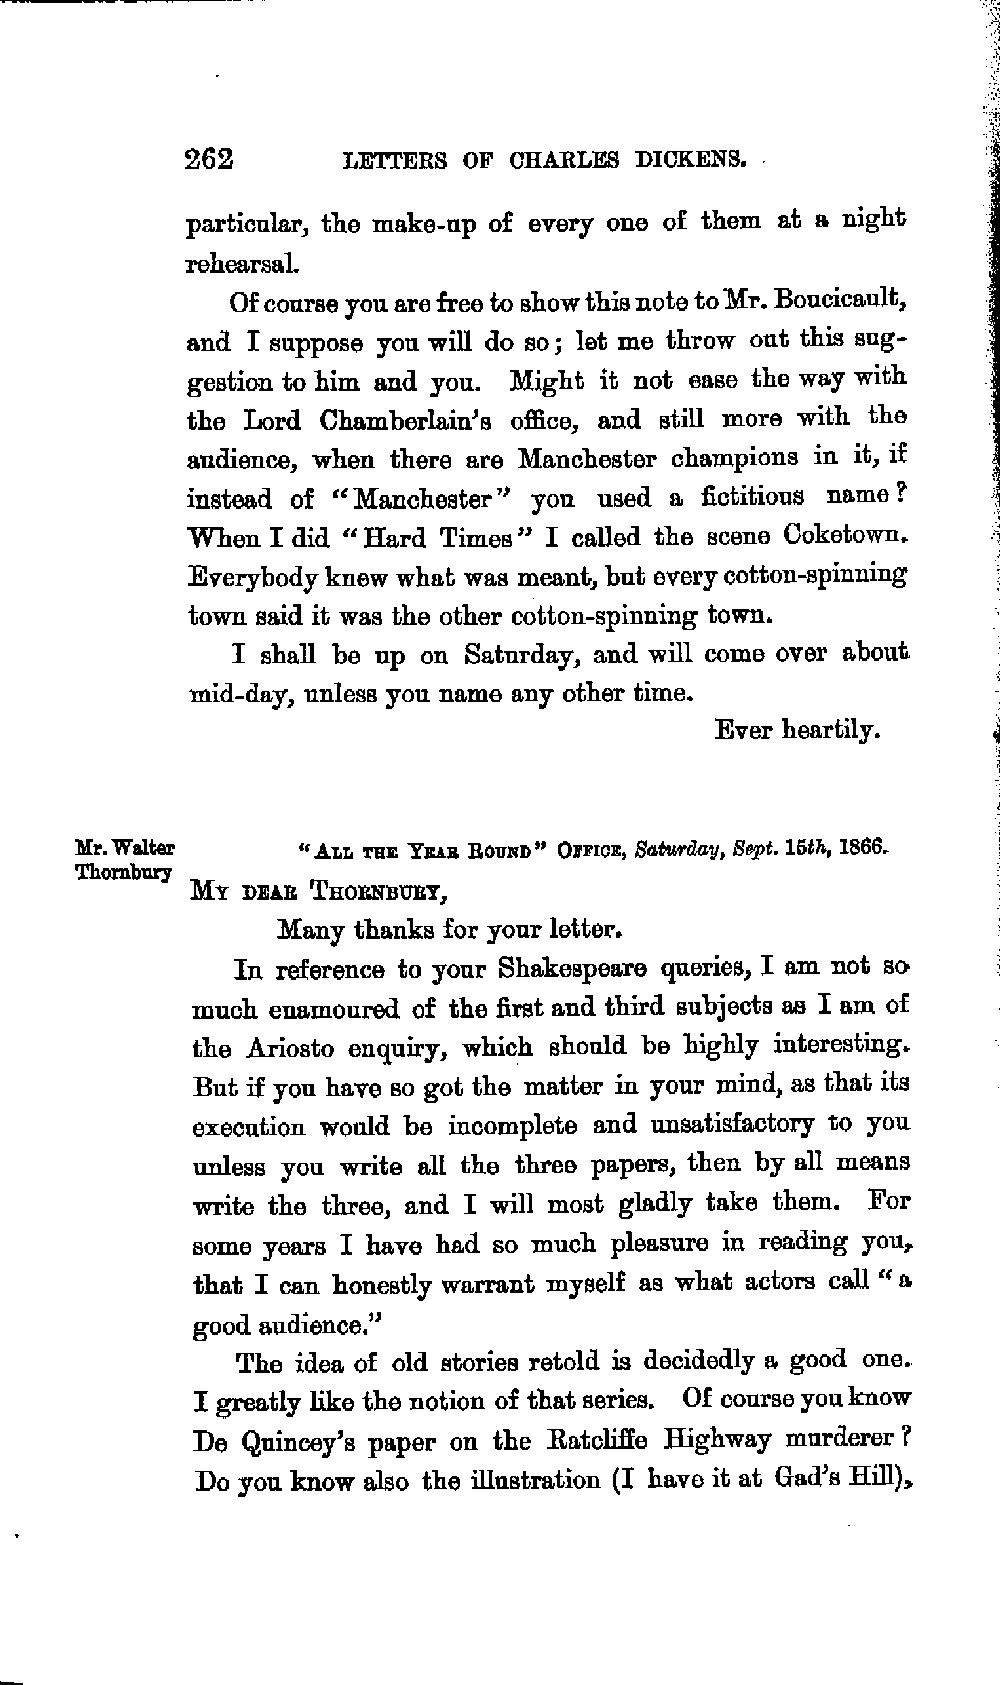 262 LETTERS OF CHARLES DICKENS.
particular, the make-up of every one of them at a night
rehearsal.
Of course you are free to show this note to Mr. Boucicault,
and I suppose you will do so; let me throw out this sug-
gestion to him and you. Might it not ease the way with
the Lord Chamberlain's office, and still more with the
audience, when there are Manchester champions in it, if
instead of "Manchester" you used a fictitious name?
When I did "Hard Times" I called the scene Coketown.
Everybody knew what was meant, but every cotton-spinning
town said it was the other cotton-spinning town.
I shall be up on Saturday, and will come over about
mid-day, unless you name any other time.
Ever heartily.
Mr. Walter
Thornbury
"ALL THE YEAR ROUND" OFFICE, Saturday, Sept. 15th, 1866.
MY DEAR THORNBURY,
Many thanks for your letter.
In reference to your Shakespeare queries, I am not so
much enamoured of the first and third subjects as I am of
the Ariosto enquiry, which should be highly interesting.
But if you have so got the matter in your mind, as that its
execution would be incomplete and unsatisfactory to you
unless you write all the three papers, then by all means
write the three, and I will most gladly take them. For
some years I have had so much pleasure in reading you,
that I can honestly warrant myself as what actors call "a
good audience."
The idea of old stories retold is decidedly a good one.
I greatly like the notion of that series. Of course you know
De Quincey's paper on the Ratcliffe Highway murderer?
Do you know also the illustration (I have it at Gad's Hill),